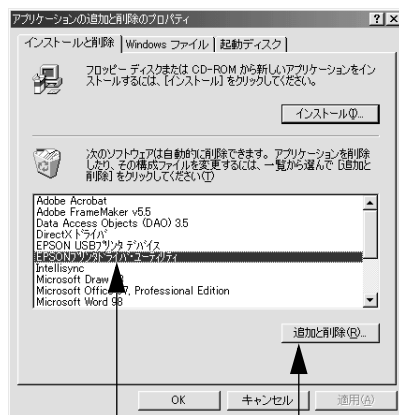 アプリケーションの追加と削除のプロパティ
インストールと削除 Windows ファイル 起動ディスク
フロッピー ディスクまたは CD-ROM から新しいアプリケーションをイン
ストールするには、[インストール] をクリックしてください。
インストール(I)...
次のソフトウェアは自動的に削除できます。アプリケーションを削除
したり、その構成ファイルを変更するには、一覧から選んで [追加と
削除] をクリックしてください(T)
Adobe Acrobat
Adobe FrameMaker v5.5
Data Access Objects (DAO) 3.5
DirectX ドライバ
EPSON USBプリンタ デバイス
EPSONプリンタドライバ・ユーティリティ
Intellisync
Microsoft Draw
Microsoft Office 97, Professional Edition
Microsoft Word 98
追加と削除(R)...
OK キャンセル 適用(A)